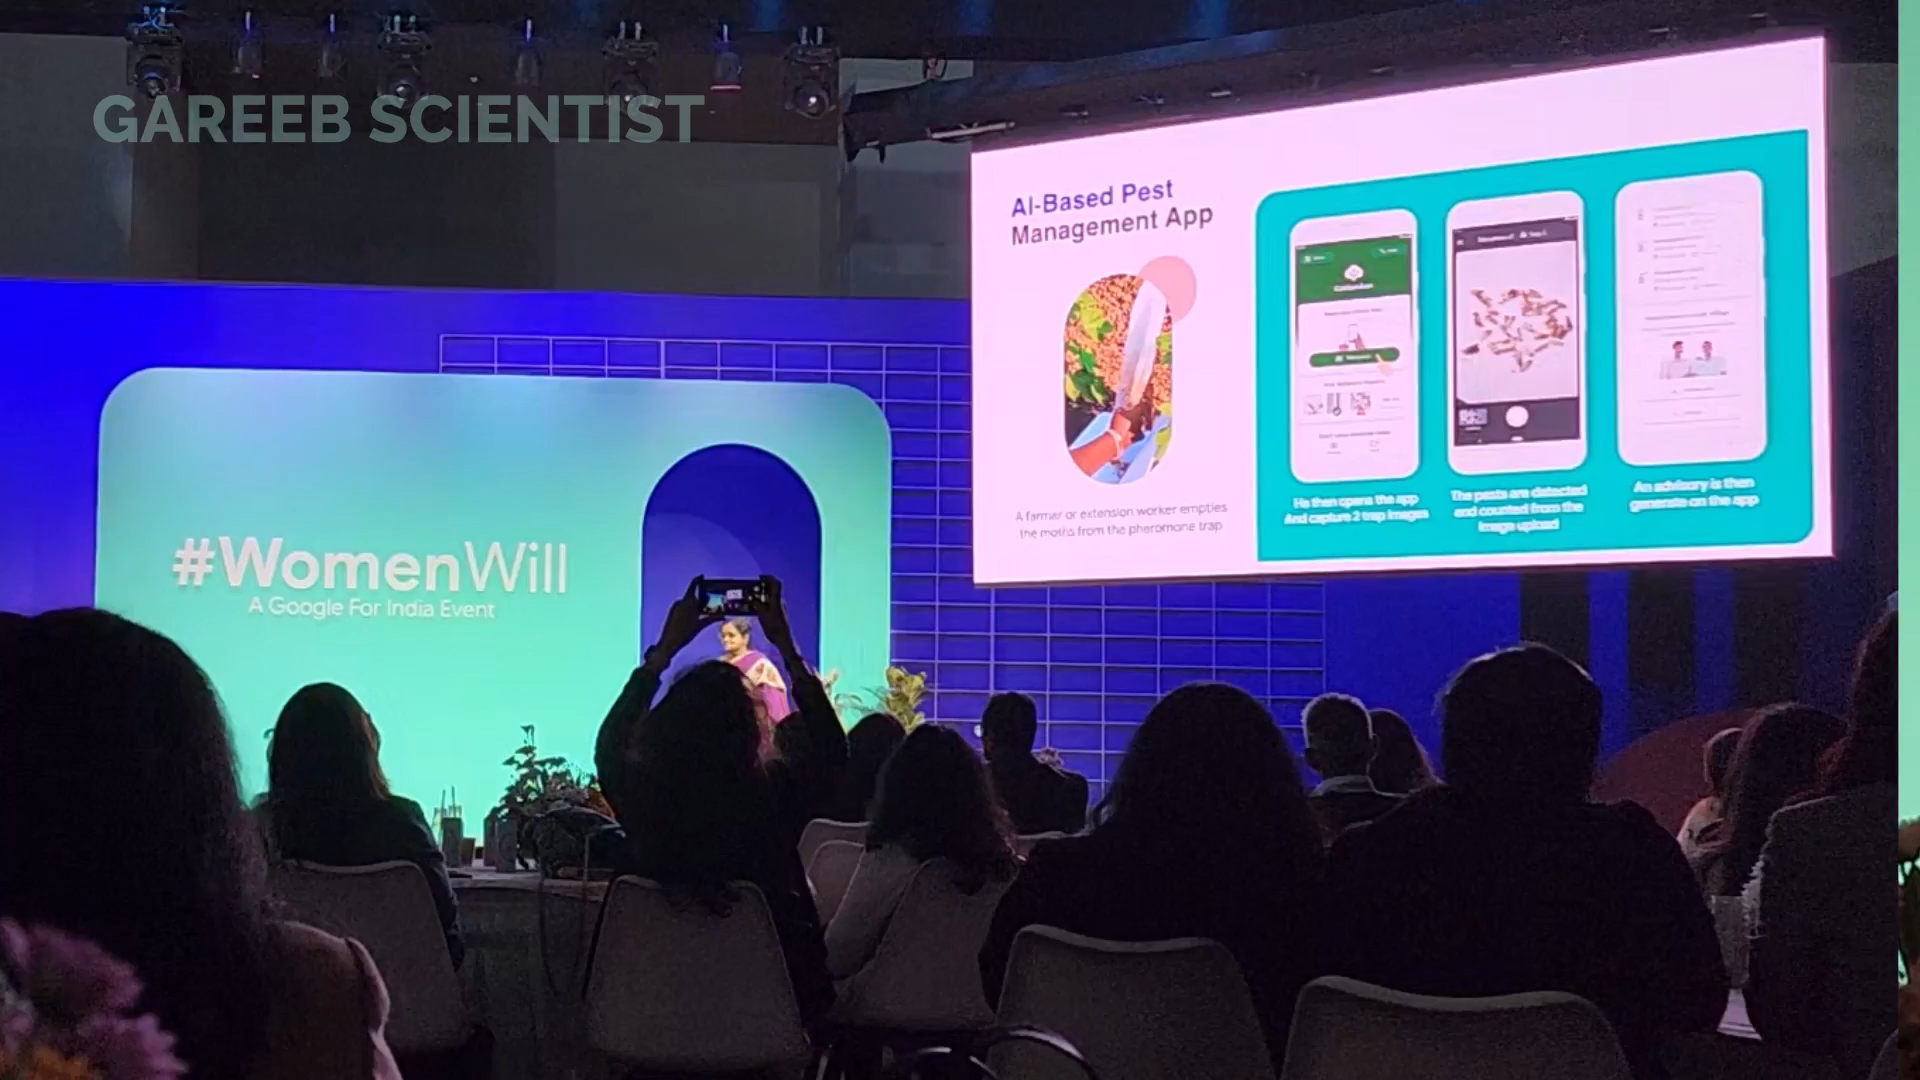 GAREEB SCIENTIST
AI-Based Pest
Management App
A farmer or extension worker empties
the moths from the pheromone trap
He then opens the app
And capture 2 trap images
The pests are detected
and counted from the
image upload
An advisory is then
generate on the app
#WomenWill
A Google For India Event